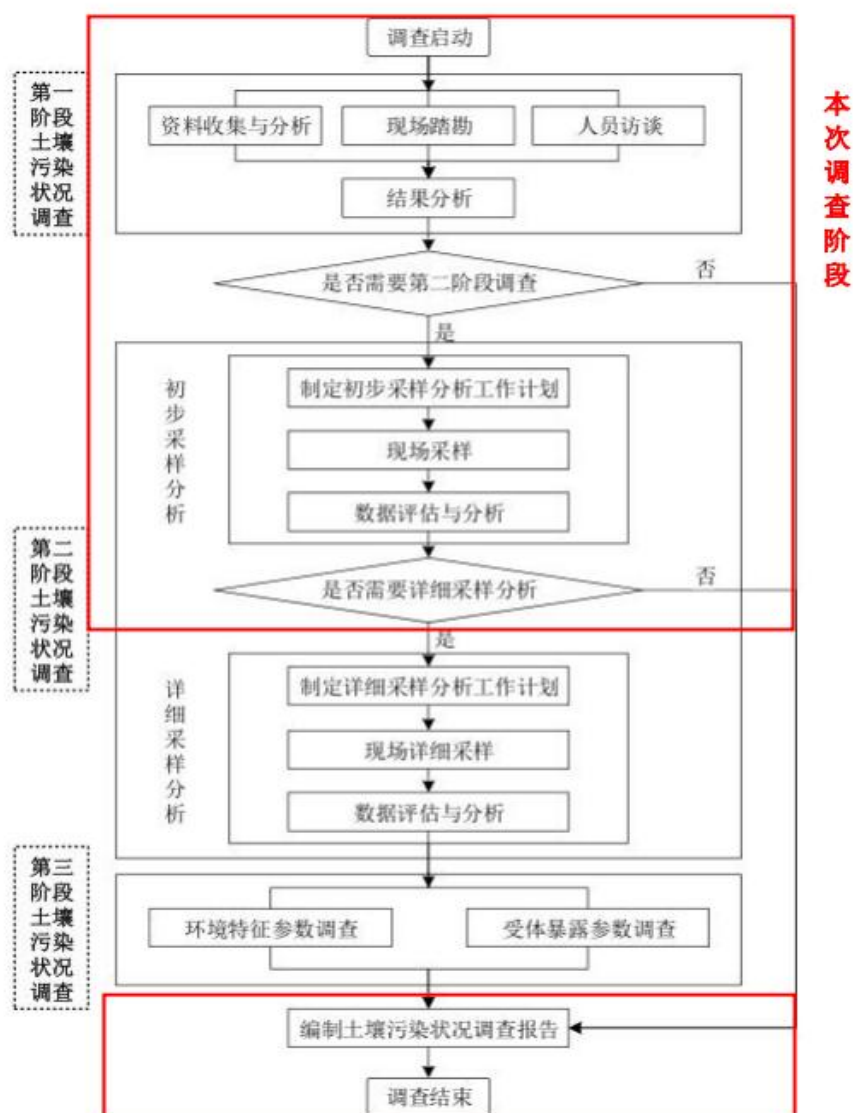 调查启动
第一
阶段
土壤
污染
状况
调查
资料收集与分析
现场踏勘
人员访谈
结果分析
本次调查阶段
是否需要第二阶段调查
否
是
初步采样分析
制定初步采样分析工作计划
现场采样
数据评估与分析
第二
阶段
土壤
污染
状况
调查
是否需要详细采样分析
否
是
详细采样分析
制定详细采样分析工作计划
现场详细采样
数据评估与分析
第三
阶段
土壤
污染
状况
调查
环境特征参数调查
受体暴露参数调查
编制土壤污染状况调查报告
调查结束